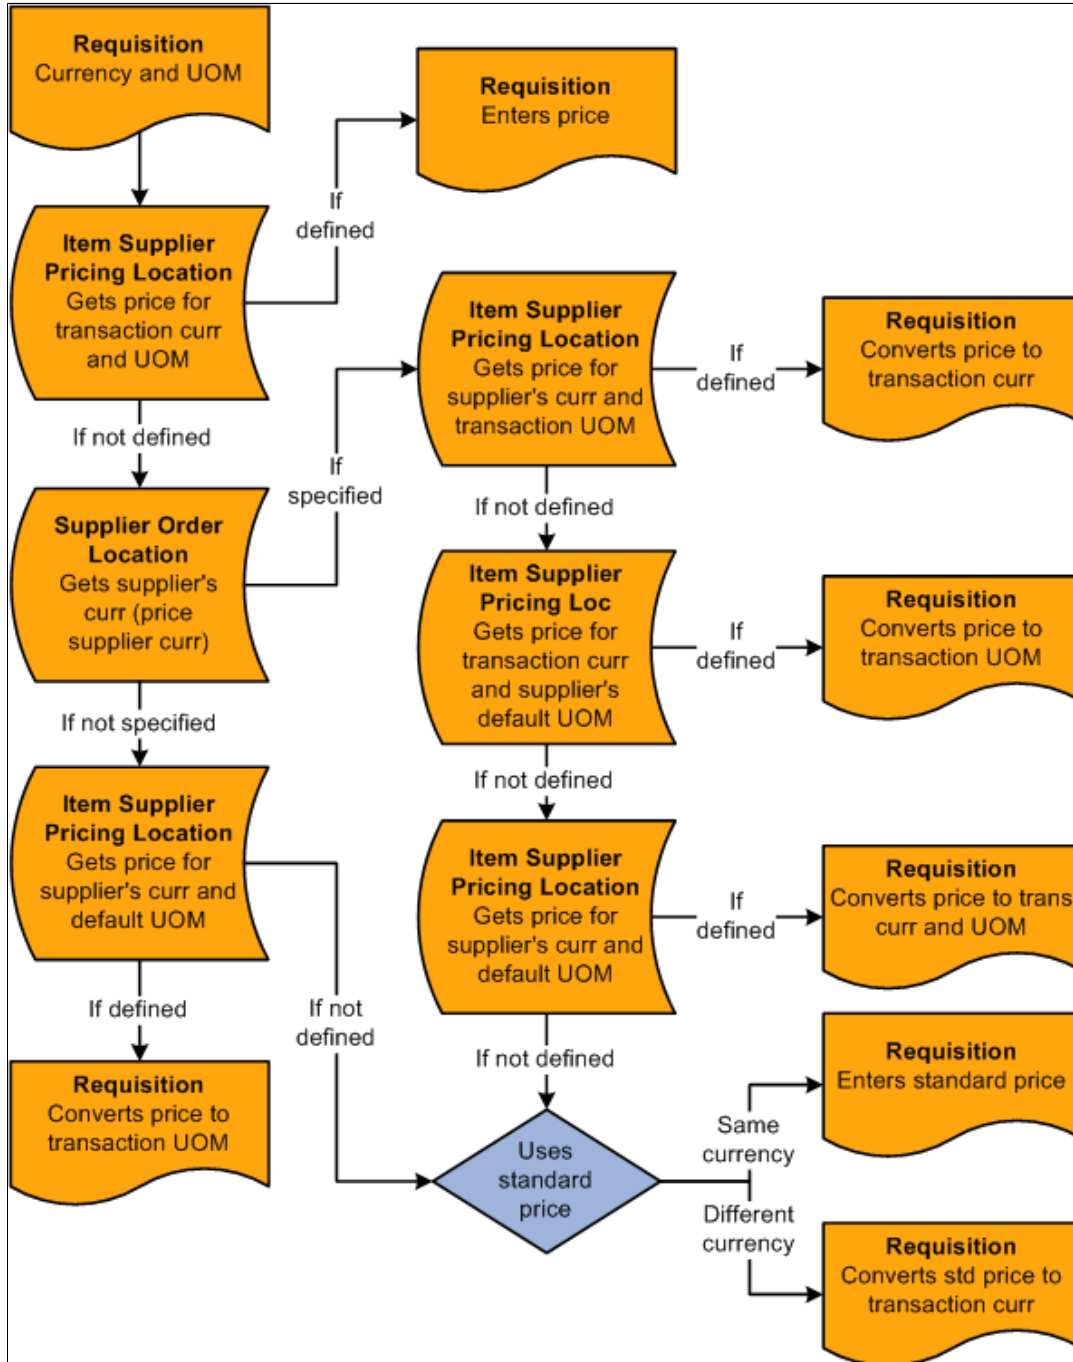 Requisition
Currency and UOM
Requisition
Enters price
If
defined
Item Supplier
Pricing Location
Gets price for
transaction curr
and UOM
Item Supplier
Pricing Location
Gets price for
supplier's curr and
transaction UOM
If
defined
Requisition
Converts price to
transaction curr
If not defined
If
specified
Supplier Order
Location
Gets supplier's
curr (price
supplier curr)
If not defined
Item Supplier
Pricing Loc
Gets price for
transaction curr
and supplier's
default UOM
If
defined
Requisition
Converts price to
transaction UOM
If not specified
Item Supplier
Pricing Location
Gets price for
supplier's curr and
default UOM
If not defined
Item Supplier
Pricing Location
Gets price for
supplier's curr and
default UOM
If
defined
Requisition
Converts price to trans
curr and UOM
If defined
If not
defined
If not defined
Requisition
Converts price to
transaction UOM
Uses
standard
price
Same
currency
Requisition
Enters standard price
Different
currency
Requisition
Converts std price to
transaction curr